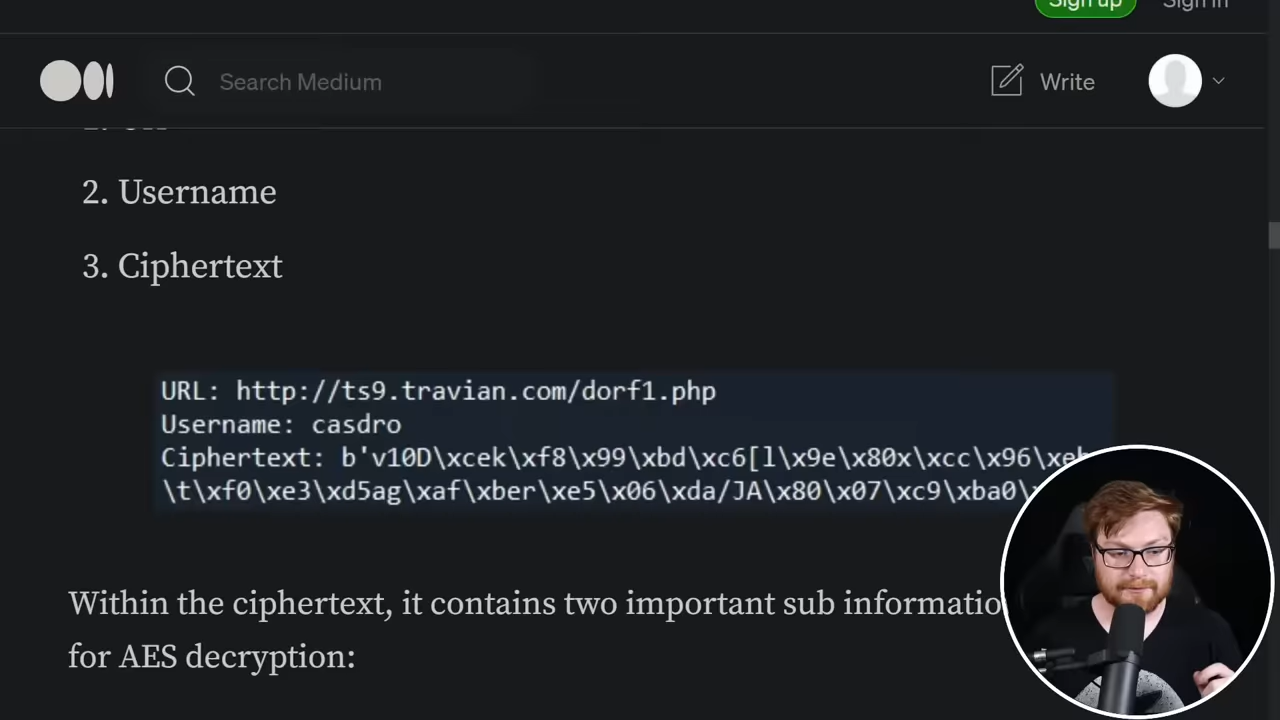 Sign up Sign in
Search Medium Write
2. Username
3. Ciphertext
URL: http://ts9.travian.com/dorf1.php
Username: casdro
Ciphertext: b'v10D\xcek\xf8\x99\xbd\xc6[l\x9e\x80x\xcc\x96\xeb
\t\xf0\xe3\xd5ag\xaf\xber\xe5\x06\xda/JA\x80\x07\xc9\xba0\
Within the ciphertext, it contains two important sub informatio
for AES decryption: